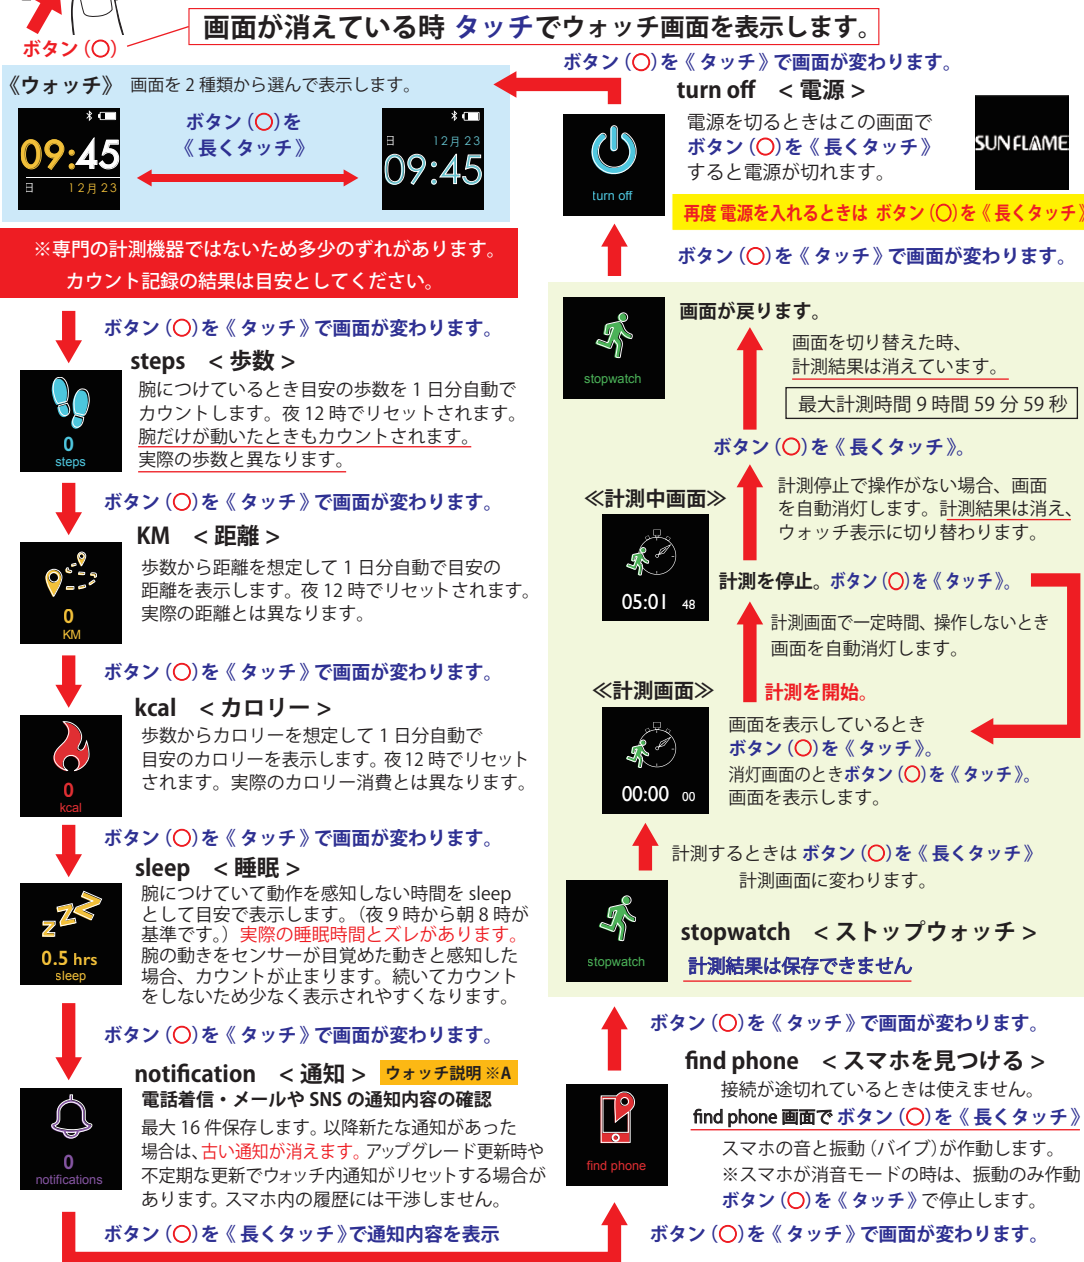 ボタン(○)
画面が消えている時 タッチでウォッチ画面を表示します。
《ウォッチ》 画面を2種類から選んで表示します。
09:45
日 12月23
ボタン(○)を
《長くタッチ》
日 12月23
09:45
※専門の計測機器ではないため多少のずれがあります。
カウント記録の結果は目安としてください。
ボタン(○)を《タッチ》で画面が変わります。
steps <歩数>
腕につけているとき目安の歩数を1日分自動で
カウントします。夜12時でリセットされます。
腕だけが動いたときもカウントされます。
実際の歩数と異なります。
0
steps
ボタン(○)を《タッチ》で画面が変わります。
KM <距離>
歩数から距離を想定して1日分自動で目安の
距離を表示します。夜12時でリセットされます。
実際の距離とは異なります。
0
KM
ボタン(○)を《タッチ》で画面が変わります。
kcal <カロリー>
歩数からカロリーを想定して1日分自動で
目安のカロリーを表示します。夜12時でリセット
されます。実際のカロリー消費とは異なります。
0
kcal
ボタン(○)を《タッチ》で画面が変わります。
sleep <睡眠>
腕につけていて動作を感知しない時間をsleep
として目安で表示します。(夜9時から朝8時が
基準です。)実際の睡眠時間とズレがあります。
腕の動きをセンサーが目覚めた動きと感知した
場合、カウントが止まります。続いてカウント
をしないため少なく表示されやすくなります。
zzz
0.5 hrs
sleep
ボタン(○)を《タッチ》で画面が変わります。
notification <通知> ウォッチ説明※A
電話着信・メールやSNSの通知内容の確認
最大16件保存します。以降新たな通知があった
場合は、古い通知が消えます。アップグレード更新時や
不定期な更新でウォッチ内通知がリセットする場合が
あります。スマホ内の履歴には干渉しません。
0
notifications
ボタン(○)を《長くタッチ》で通知内容を表示
ボタン(○)を《タッチ》で画面が変わります。
turn off <電源>
電源を切るときはこの画面で
ボタン(○)を《長くタッチ》
すると電源が切れます。
turn off
SUNFLAME
再度 電源を入れるときは ボタン(○)を《長くタッチ》
ボタン(○)を《タッチ》で画面が変わります。
画面が戻ります。
画面を切り替えた時、
計測結果は消えています。
stopwatch
最大計測時間9時間59分59秒
ボタン(○)を《長くタッチ》。
≪計測中画面≫
計測停止で操作がない場合、画面
を自動消灯します。計測結果は消え、
ウォッチ表示に切り替わります。
05:01 48
計測を停止。ボタン(○)を《タッチ》。
計測画面で一定時間、操作しないとき
画面を自動消灯します。
≪計測画面≫
計測を開始。
画面を表示しているとき
ボタン(○)を《タッチ》。
消灯画面のときボタン(○)を《タッチ》。
画面を表示します。
00:00 00
計測するときは ボタン(○)を《長くタッチ》
計測画面に変わります。
stopwatch <ストップウォッチ>
計測結果は保存できません
stopwatch
ボタン(○)を《タッチ》で画面が変わります。
find phone <スマホを見つける>
接続が途切れているときは使えません。
find phone 画面で ボタン(○)を《長くタッチ》
スマホの音と振動(バイブ)が作動します。
※スマホが消音モードの時は、振動のみ作動
ボタン(○)を《タッチ》で停止します。
find phone
ボタン(○)を《タッチ》で画面が変わります。